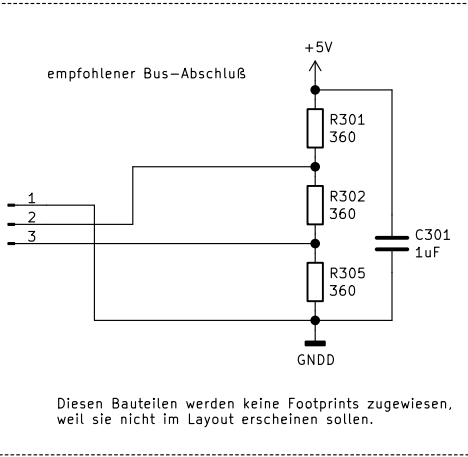 +5V
empfohlener Bus-Abschluß
R301
360
R302
360
1
2
3
C301
1uF
R305
360
GNDD
Diesen Bauteilen werden keine Footprints zugewiesen,
weil sie nicht im Layout erscheinen sollen.